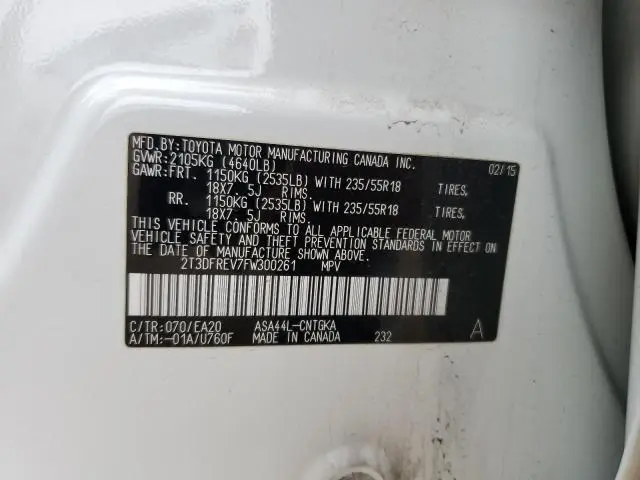 MFD.BY:TOYOTA MOTOR MANUFACTURING CANADA INC. 02/15
GVWR:2105KG (4640LB)
GAWR:FRT. 1150KG (2535LB) WITH 235/55R18 TIRES,
18X7.5J RIMS
RR. 1150KG (2535LB) WITH 235/55R18 TIRES,
18X7.5J RIMS
THIS VEHICLE CONFORMS TO ALL APPLICABLE FEDERAL MOTOR
VEHICLE SAFETY AND THEFT PREVENTION STANDARDS IN EFFECT ON
THE DATE OF MANUFACTURE SHOWN ABOVE.
2T3DFREV7FW300261 MPV
C/TR:070/EA20 ASA44L-CNTGKA
A/TM:-01A/U760F MADE IN CANADA 232 A